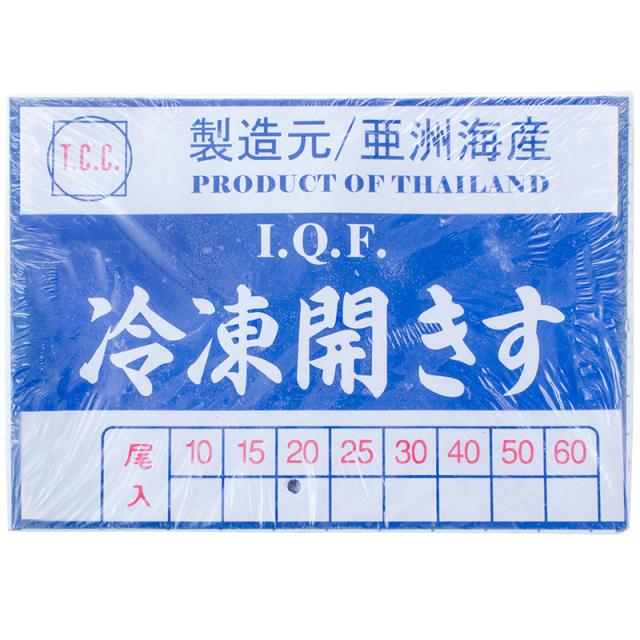 T.C.C.
製造元/亜洲海産
PRODUCT OF THAILAND
I.Q.F.
冷凍開きす
尾入 10 15 20 25 30 40 50 60